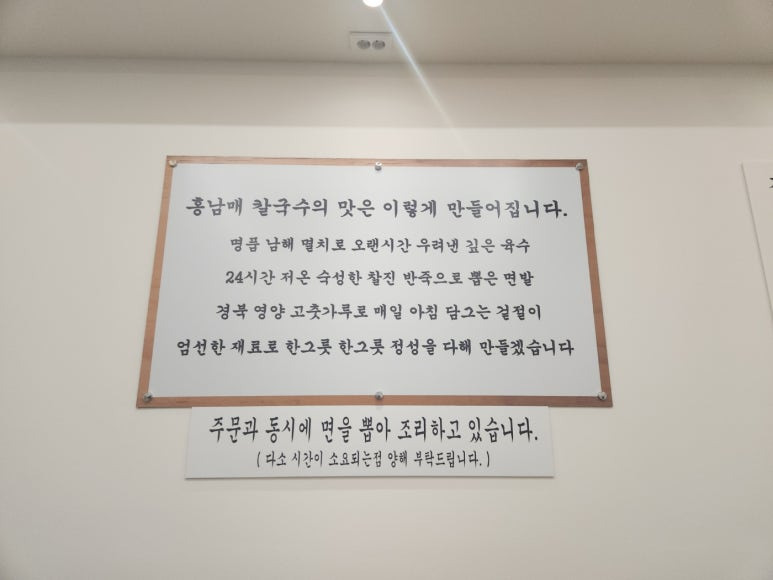 홍남매 칼국수의 맛은 이렇게 만들어집니다.
명품 남해 멸치로 오랜시간 우려낸 깊은 육수
24시간 저온 숙성한 찰진 반죽으로 뽑은 면발
경북 영양 고춧가루로 매일 아침 담그는 겉절이
엄선한 재료로 한그릇 한그릇 정성을 다해 만들겠습니다
주문과 동시에 면을 뽑아 조리하고 있습니다.
( 다소 시간이 소요되는점 양해 부탁드립니다. )